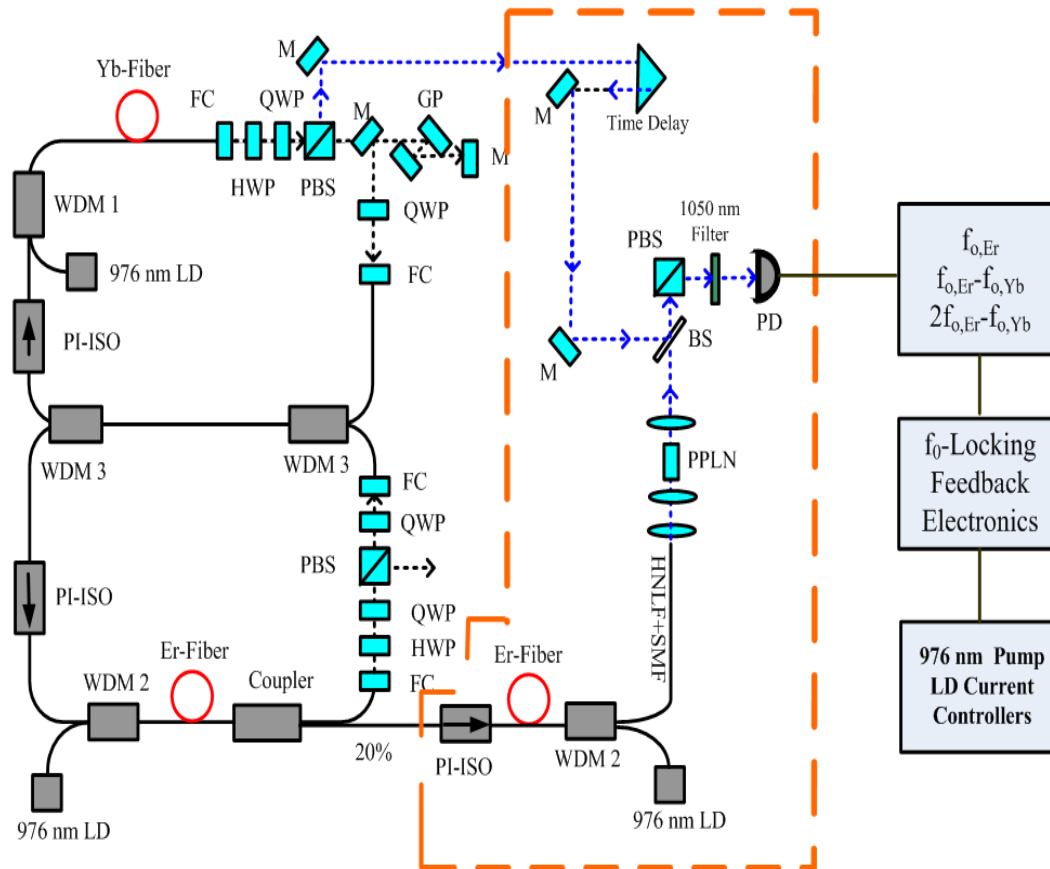 M
Yb-Fiber
FC
QWP
M
GP
M
Time Delay
HWP
PBS
M
WDM 1
QWP
1050 nm
Filter
PBS
976 nm LD
FC
f₀,Er
f₀,Er-f₀,Yb
2f₀,Er-f₀,Yb
PD
PI-ISO
BS
M
WDM 3
WDM 3
PPLN
FC
f₀-Locking
Feedback
Electronics
QWP
PBS
HNLF+SMF
PI-ISO
QWP
Er-Fiber
HWP
Er-Fiber
976 nm Pump
LD Current
Controllers
WDM 2
Coupler
FC
20%
PI-ISO
WDM 2
976 nm LD
976 nm LD